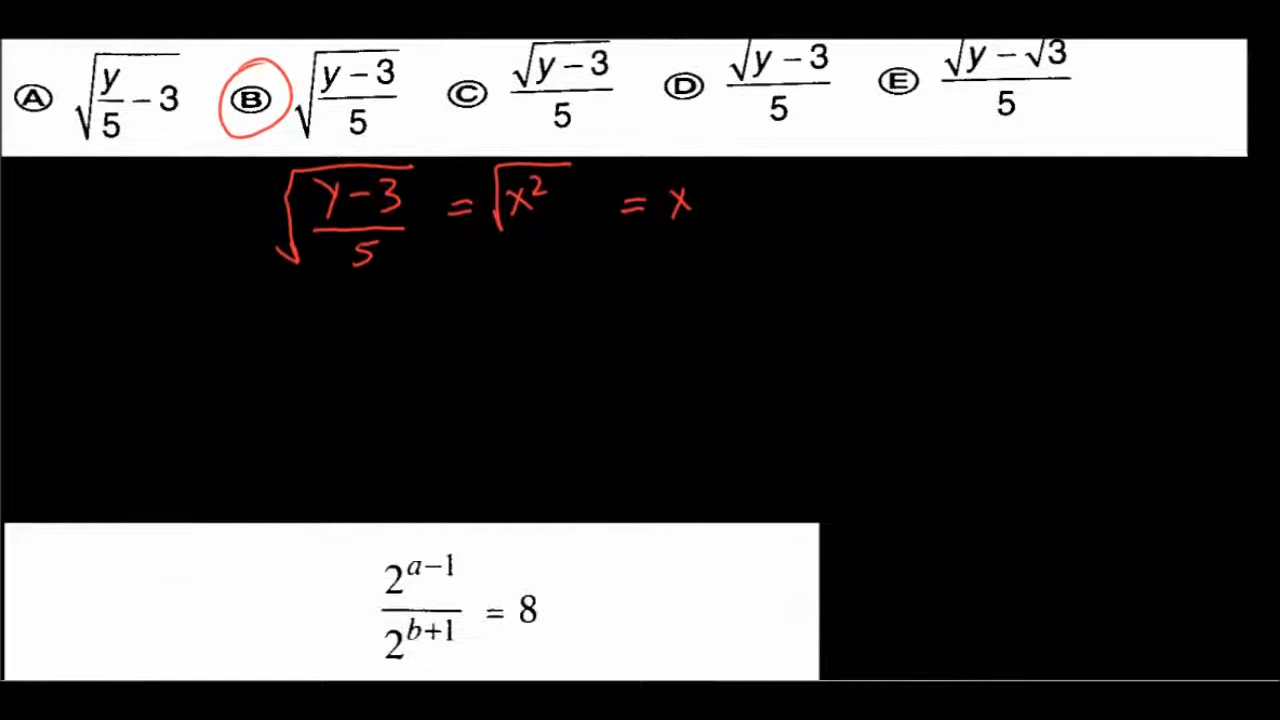 Ⓐ √(y/5 − 3) Ⓑ √((y − 3)/5) Ⓒ √(y − 3)/5 Ⓓ (√y − 3)/5 Ⓔ (√y − √3)/5
√((y − 3)/5) = √(x²) = x
2^(a−1)/2^(b+1) = 8